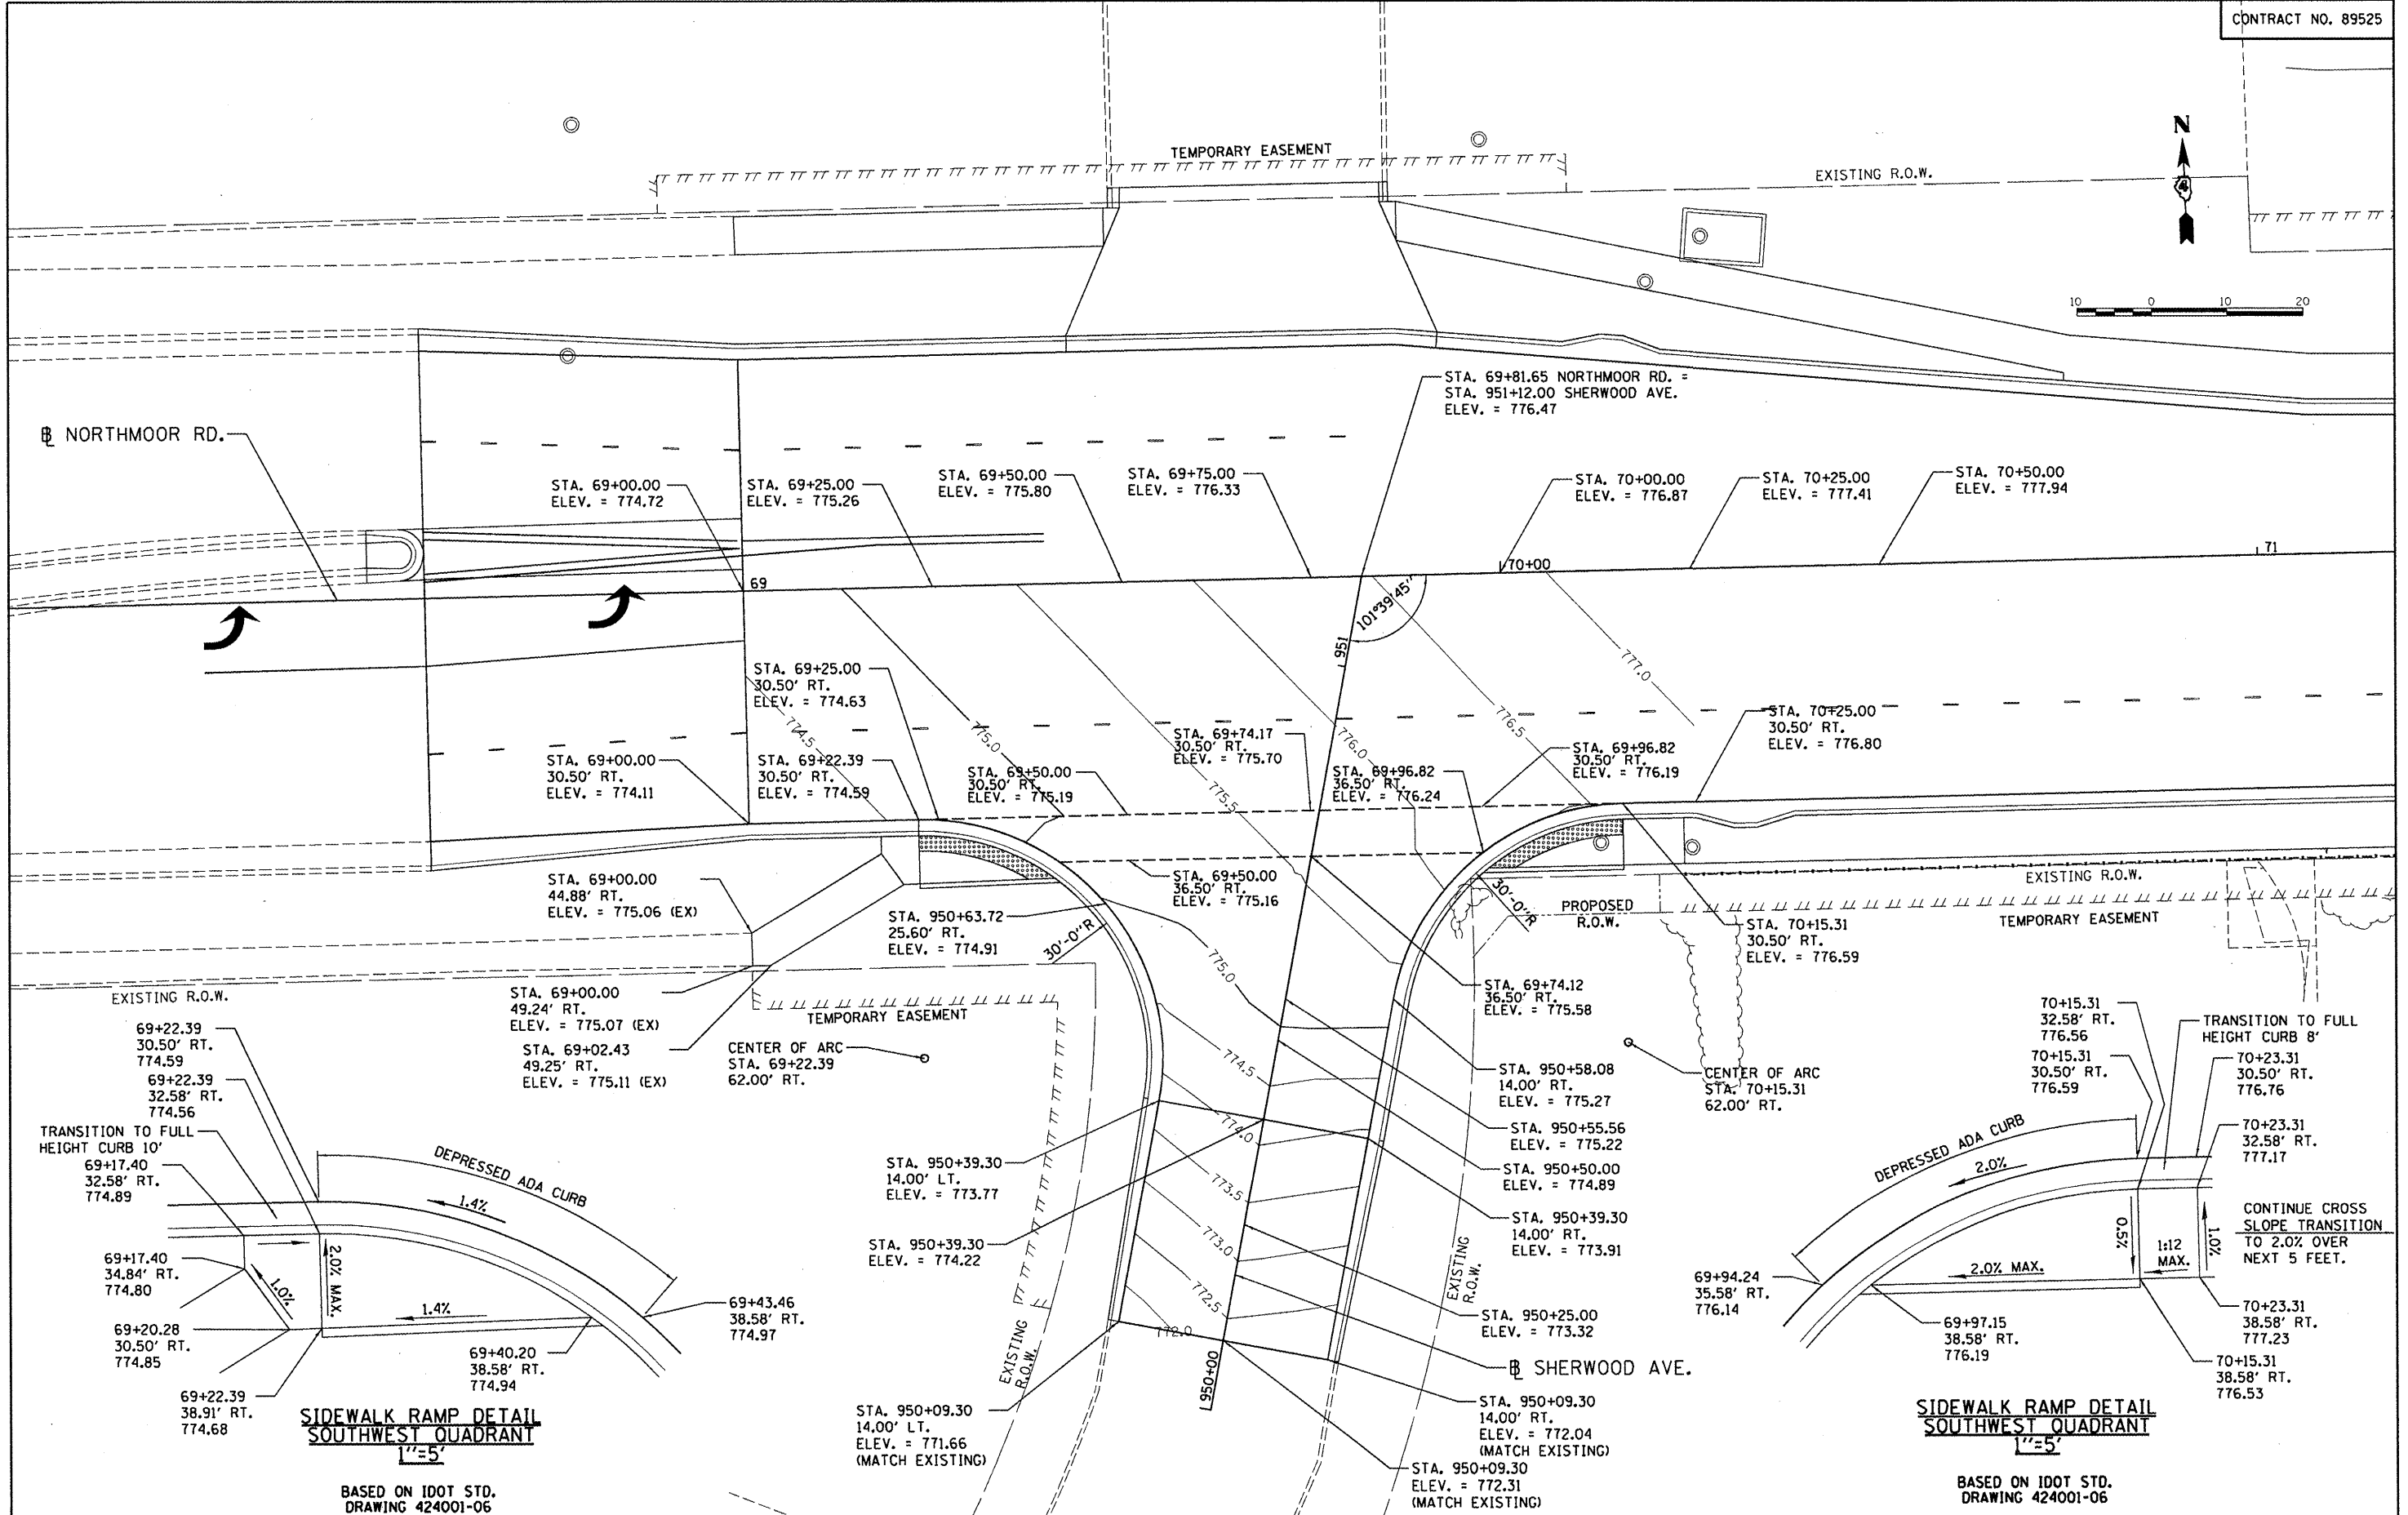 CONTRACT NO. 89525
TEMPORARY EASEMENT
EXISTING R.O.W.
N
4
10 0 10 20
STA. 69+81.65 NORTHMOOR RD. =
STA. 951+12.00 SHERWOOD AVE.
ELEV. = 776.47
℄ NORTHMOOR RD.
STA. 69+00.00
ELEV. = 774.72
STA. 69+25.00
ELEV. = 775.26
STA. 69+50.00
ELEV. = 775.80
STA. 69+75.00
ELEV. = 776.33
STA. 70+00.00
ELEV. = 776.87
STA. 70+25.00
ELEV. = 777.41
STA. 70+50.00
ELEV. = 777.94
69
70+00
71
101°39'45"
951
777.0
776.5
776.0
775.5
775.0
774.5
STA. 69+25.00
30.50' RT.
ELEV. = 774.63
STA. 69+00.00
30.50' RT.
ELEV. = 774.11
STA. 69+22.39
30.50' RT.
ELEV. = 774.59
STA. 69+50.00
30.50' RT.
ELEV. = 775.19
STA. 69+74.17
30.50' RT.
ELEV. = 775.70
STA. 69+96.82
36.50' RT.
ELEV. = 776.24
STA. 69+96.82
30.50' RT.
ELEV. = 776.19
STA. 70+25.00
30.50' RT.
ELEV. = 776.80
STA. 69+00.00
44.88' RT.
ELEV. = 775.06 (EX)
STA. 69+50.00
36.50' RT.
ELEV. = 775.16
STA. 950+63.72
25.60' RT.
ELEV. = 774.91
30'-0"R
30'-0"R
PROPOSED
R.O.W.
EXISTING R.O.W.
TEMPORARY EASEMENT
STA. 70+15.31
30.50' RT.
ELEV. = 776.59
EXISTING R.O.W.
STA. 69+00.00
49.24' RT.
ELEV. = 775.07 (EX)
STA. 69+02.43
49.25' RT.
ELEV. = 775.11 (EX)
TEMPORARY EASEMENT
CENTER OF ARC
STA. 69+22.39
62.00' RT.
STA. 69+74.12
36.50' RT.
ELEV. = 775.58
CENTER OF ARC
STA. 70+15.31
62.00' RT.
775.0
774.5
774.0
773.5
773.0
772.5
772.0
STA. 950+58.08
14.00' RT.
ELEV. = 775.27
STA. 950+55.56
ELEV. = 775.22
STA. 950+50.00
ELEV. = 774.89
STA. 950+39.30
14.00' RT.
ELEV. = 773.91
STA. 950+39.30
14.00' LT.
ELEV. = 773.77
STA. 950+39.30
ELEV. = 774.22
STA. 950+25.00
ELEV. = 773.32
℄ SHERWOOD AVE.
EXISTING
R.O.W.
EXISTING
R.O.W.
950+00
STA. 950+09.30
14.00' LT.
ELEV. = 771.66
(MATCH EXISTING)
STA. 950+09.30
14.00' RT.
ELEV. = 772.04
(MATCH EXISTING)
STA. 950+09.30
ELEV. = 772.31
(MATCH EXISTING)
69+22.39
30.50' RT.
774.59
69+22.39
32.58' RT.
774.56
TRANSITION TO FULL
HEIGHT CURB 10'
69+17.40
32.58' RT.
774.89
DEPRESSED ADA CURB
1.4%
69+17.40
34.84' RT.
774.80
1.0%
2.0% MAX.
1.4%
69+20.28
30.50' RT.
774.85
69+22.39
38.91' RT.
774.68
69+40.20
38.58' RT.
774.94
69+43.46
38.58' RT.
774.97
SIDEWALK RAMP DETAIL
SOUTHWEST QUADRANT
1"=5'
BASED ON IDOT STD.
DRAWING 424001-06
70+15.31
32.58' RT.
776.56
70+15.31
30.50' RT.
776.59
TRANSITION TO FULL
HEIGHT CURB 8'
70+23.31
30.50' RT.
776.76
70+23.31
32.58' RT.
777.17
DEPRESSED ADA CURB
2.0%
CONTINUE CROSS
SLOPE TRANSITION
TO 2.0% OVER
NEXT 5 FEET.
0.5%
1:12
MAX.
1.0%
2.0% MAX.
69+94.24
35.58' RT.
776.14
69+97.15
38.58' RT.
776.19
70+23.31
38.58' RT.
777.23
70+15.31
38.58' RT.
776.53
SIDEWALK RAMP DETAIL
SOUTHWEST QUADRANT
1"=5'
BASED ON IDOT STD.
DRAWING 424001-06